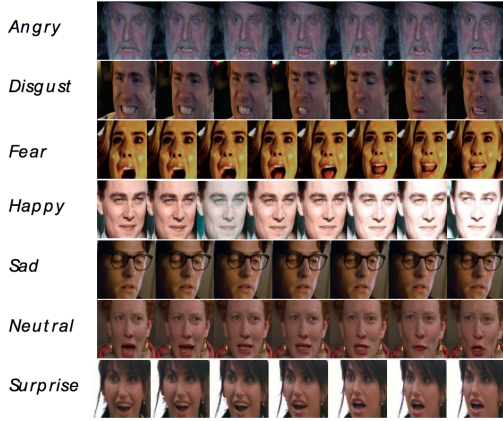 Angry
Disgust
Fear
Happy
Sad
Neutral
Surprise